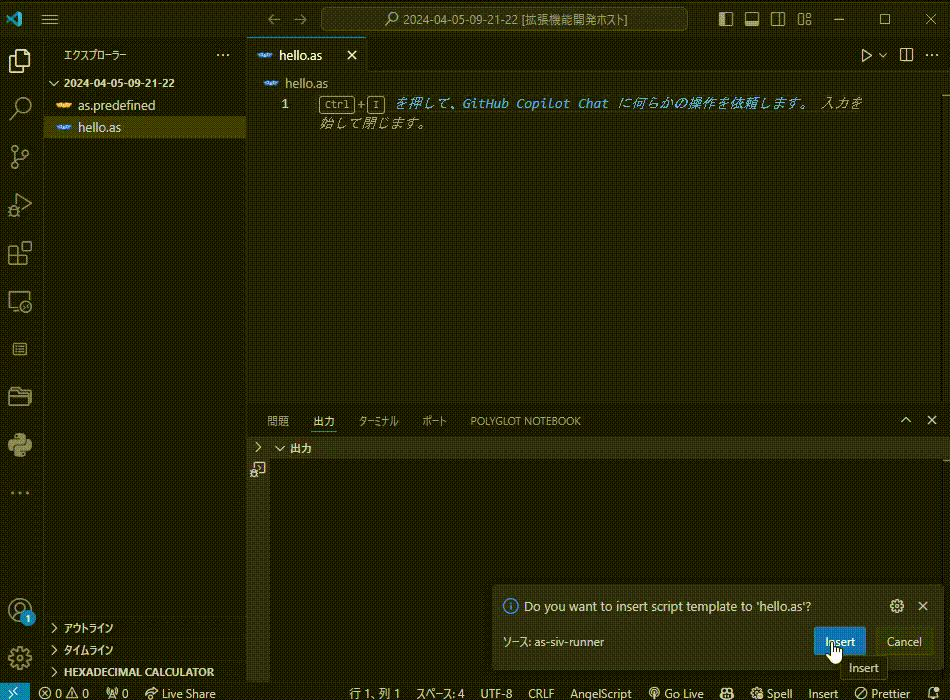 2024-04-05-09-21-22 [拡張機能開発ホスト]
エクスプローラー
hello.as
2024-04-05-09-21-22
as.predefined
hello.as
hello.as
1
Ctrl + I を押して、GitHub Copilot Chat に何らかの操作を依頼します。 入力を
始して閉じます。
問題 出力 ターミナル ポート POLYGLOT NOTEBOOK
出力
Do you want to insert script template to 'hello.as'?
ソース: as-siv-runner
Insert
Cancel
Insert
1
アウトライン
タイムライン
HEXADECIMAL CALCULATOR
0 0 0 Live Share 行 1、列 1 スペース: 4 UTF-8 CRLF AngelScript Go Live Spell Insert Prettier